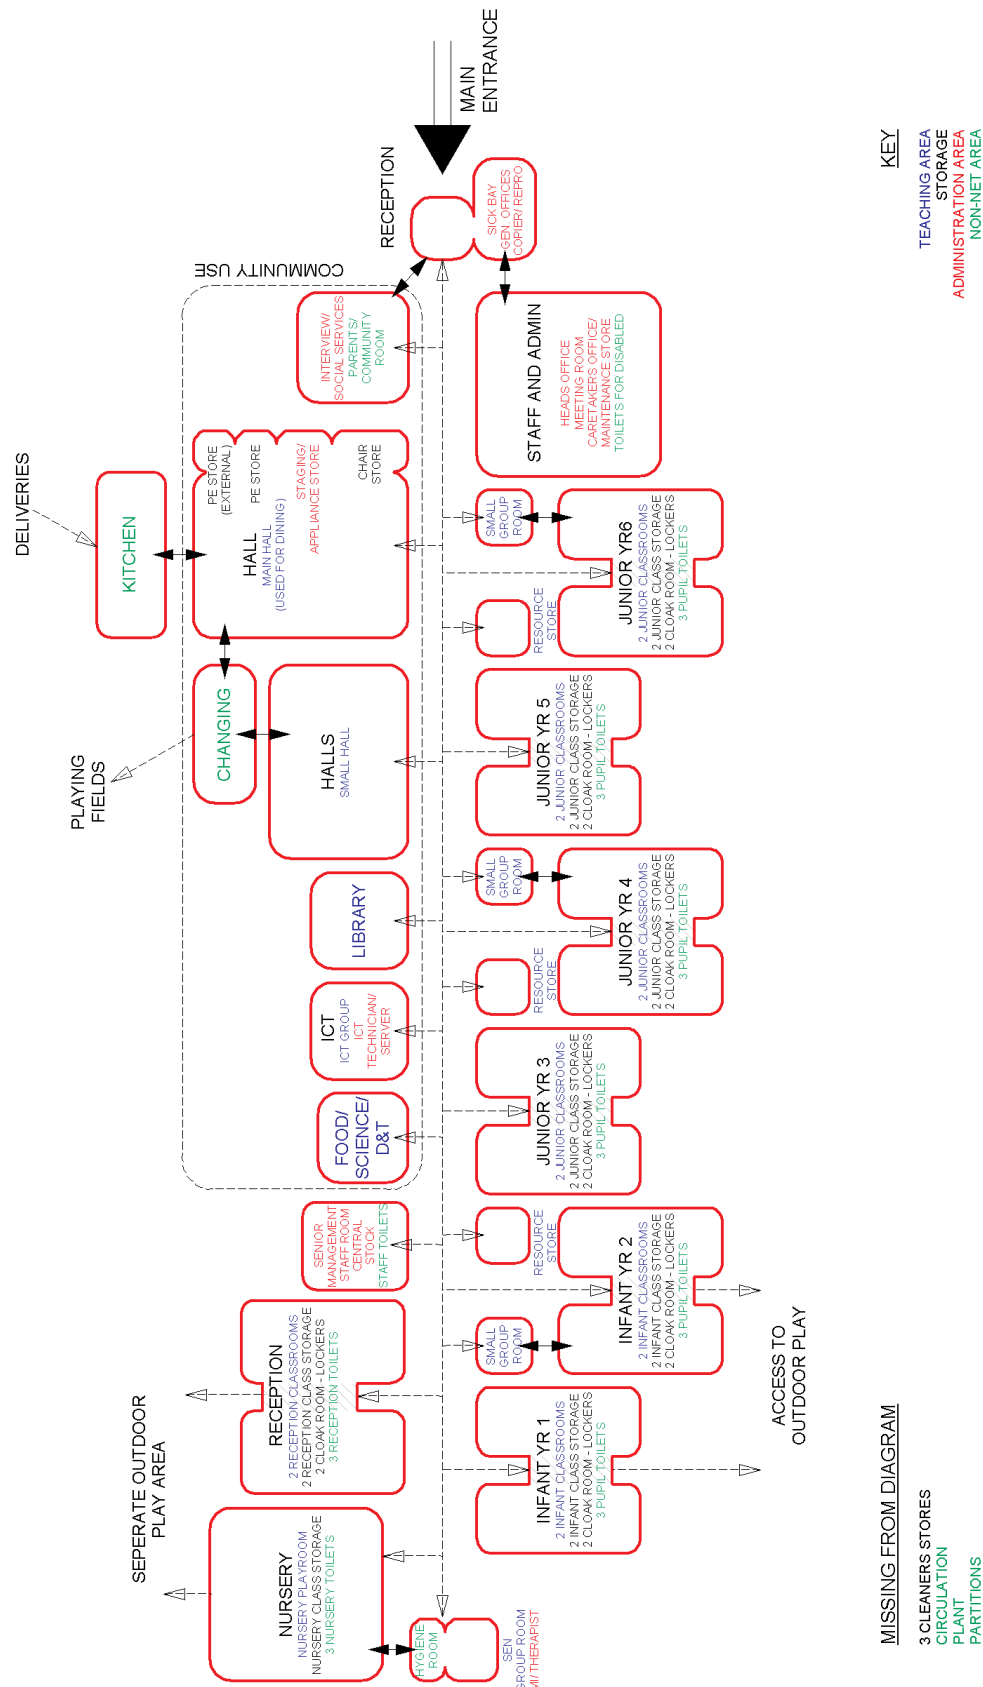 SEPERATE OUTDOOR
PLAY AREA
PLAYING
FIELDS
DELIVERIES
NURSERY
NURSERY PLAYROOM
NURSERY CLASS STORAGE
3 NURSERY TOILETS
HYGIENE
ROOM
SEN
GROUP ROOM
MI/ THERAPIST
RECEPTION
2 RECEPTION CLASSROOMS
2 RECEPTION CLASS STORAGE
2 CLOAK ROOM - LOCKERS
3 RECEPTION TOILETS
SENIOR
MANAGEMENT
STAFF ROOM
CENTRAL
STOCK
STAFF TOILETS
FOOD/
SCIENCE/
D&T
ICT
ICT GROUP
ICT
TECHNICIAN/
SERVER
LIBRARY
CHANGING
HALLS
SMALL HALL
KITCHEN
HALL
MAIN HALL
(USED FOR DINING)
PE STORE
(EXTERNAL)
PE STORE
STAGING/
APPLIANCE STORE
CHAIR
STORE
COMMUNITY USE
INTERVIEW/
SOCIAL SERVICES
PARENTS/
COMMUNITY
ROOM
RECEPTION
MAIN
ENTRANCE
SICK BAY
GEN. OFFICES
COPIER/ REPRO
INFANT YR 1
2 INFANT CLASSROOMS
2 INFANT CLASS STORAGE
2 CLOAK ROOM - LOCKERS
3 PUPIL TOILETS
SMALL
GROUP
ROOM
INFANT YR 2
2 INFANT CLASSROOMS
2 INFANT CLASS STORAGE
2 CLOAK ROOM - LOCKERS
3 PUPIL TOILETS
RESOURCE
STORE
JUNIOR YR 3
2 JUNIOR CLASSROOMS
2 JUNIOR CLASS STORAGE
2 CLOAK ROOM - LOCKERS
3 PUPIL TOILETS
RESOURCE
STORE
JUNIOR YR 4
2 JUNIOR CLASSROOMS
2 JUNIOR CLASS STORAGE
2 CLOAK ROOM - LOCKERS
3 PUPIL TOILETS
SMALL
GROUP
ROOM
JUNIOR YR 5
2 JUNIOR CLASSROOMS
2 JUNIOR CLASS STORAGE
2 CLOAK ROOM - LOCKERS
3 PUPIL TOILETS
RESOURCE
STORE
JUNIOR YR6
2 JUNIOR CLASSROOMS
2 JUNIOR CLASS STORAGE
2 CLOAK ROOM - LOCKERS
3 PUPIL TOILETS
SMALL
GROUP
ROOM
STAFF AND ADMIN
HEADS OFFICE
MEETING ROOM
CARETAKERS OFFICE/
MAINTENANCE STORE
TOILETS FOR DISABLED
ACCESS TO
OUTDOOR PLAY
MISSING FROM DIAGRAM
3 CLEANERS STORES
CIRCULATION
PLANT
PARTITIONS
KEY
TEACHING AREA
STORAGE
ADMINISTRATION AREA
NON-NET AREA